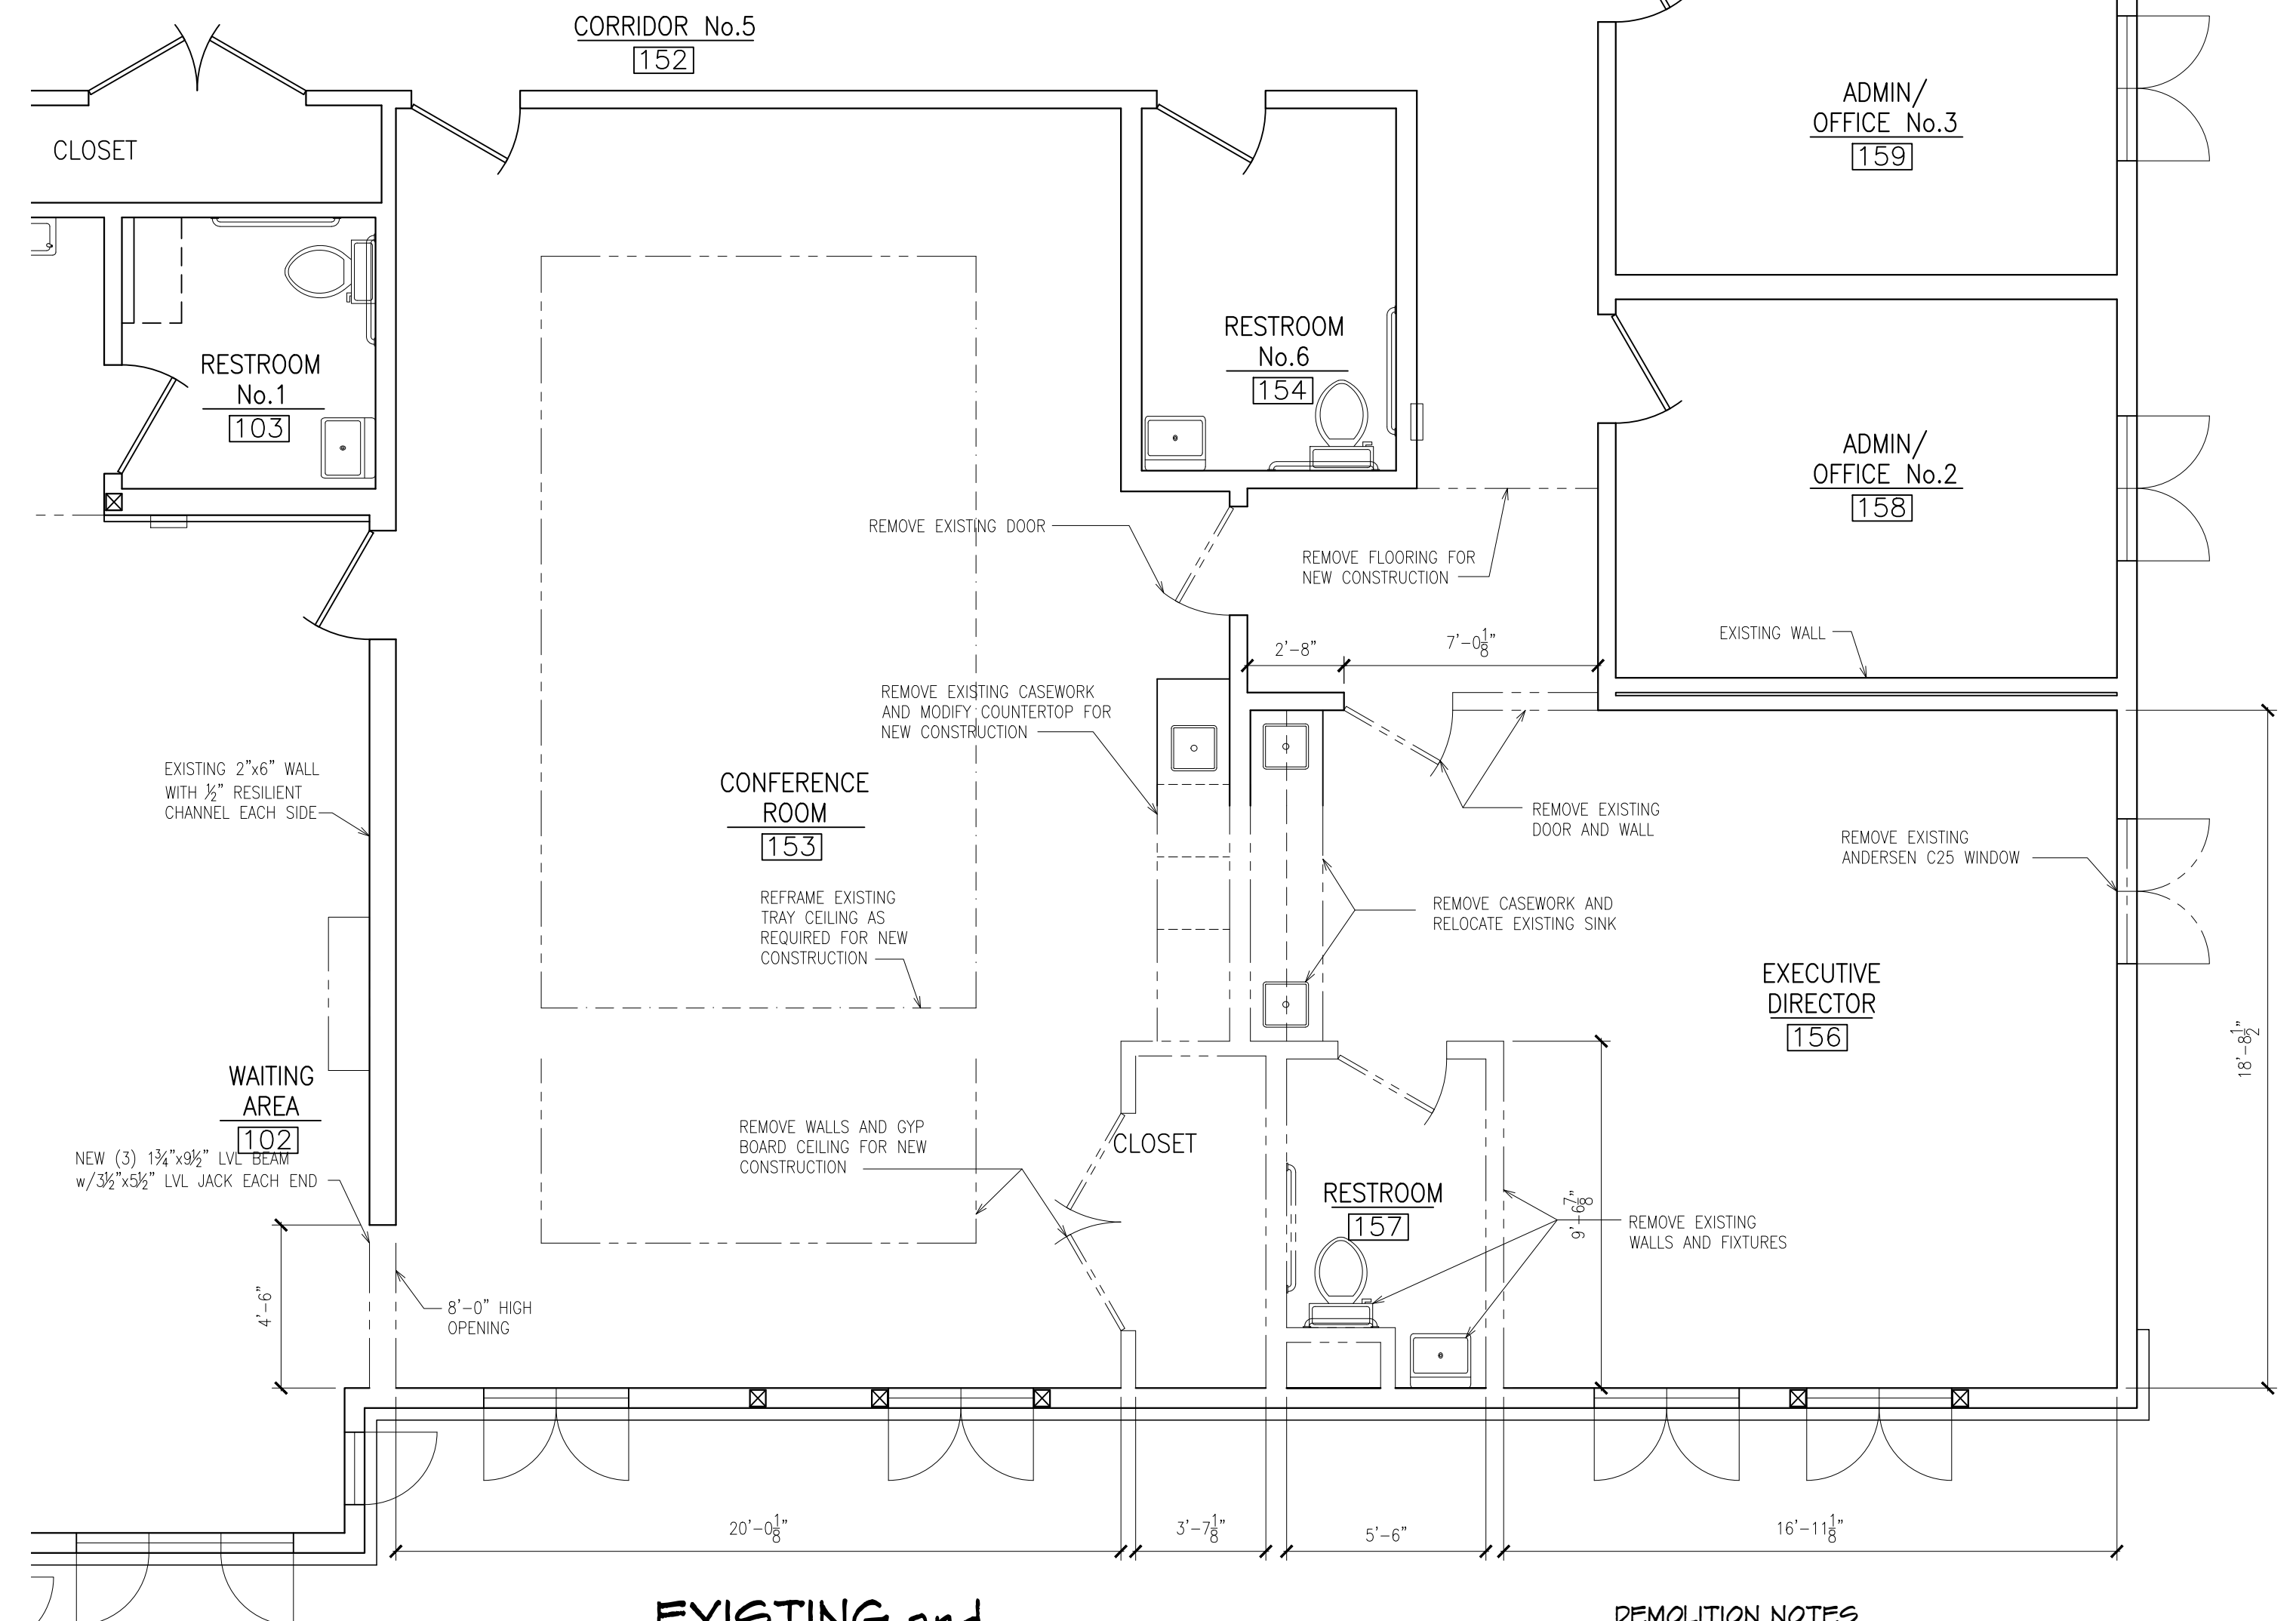 CORRIDOR No.5
152
CLOSET
ADMIN/
OFFICE No.3
159
RESTROOM
No.1
103
RESTROOM
No.6
154
ADMIN/
OFFICE No.2
158
REMOVE EXISTING DOOR
REMOVE FLOORING FOR
NEW CONSTRUCTION
EXISTING WALL
2'-8"
7'-0 1/8"
REMOVE EXISTING CASEWORK
AND MODIFY COUNTERTOP FOR
NEW CONSTRUCTION
EXISTING 2"x6" WALL
WITH 1/2" RESILIENT
CHANNEL EACH SIDE
CONFERENCE
ROOM
153
REMOVE EXISTING
DOOR AND WALL
REMOVE EXISTING
ANDERSEN C25 WINDOW
REFRAME EXISTING
TRAY CEILING AS
REQUIRED FOR NEW
CONSTRUCTION
REMOVE CASEWORK AND
RELOCATE EXISTING SINK
EXECUTIVE
DIRECTOR
156
18'-8 1/2"
WAITING
AREA
102
NEW (3) 1 3/4"x9 1/2" LVL BEAM
w/3 1/2"x5 1/2" LVL JACK EACH END
REMOVE WALLS AND GYP
BOARD CEILING FOR NEW
CONSTRUCTION
CLOSET
RESTROOM
157
9'-6 7/8"
REMOVE EXISTING
WALLS AND FIXTURES
4'-6"
8'-0" HIGH
OPENING
20'-0 1/8"
3'-7 1/8"
5'-6"
16'-11 1/8"
EXISTING and
DEMOLITION NOTES